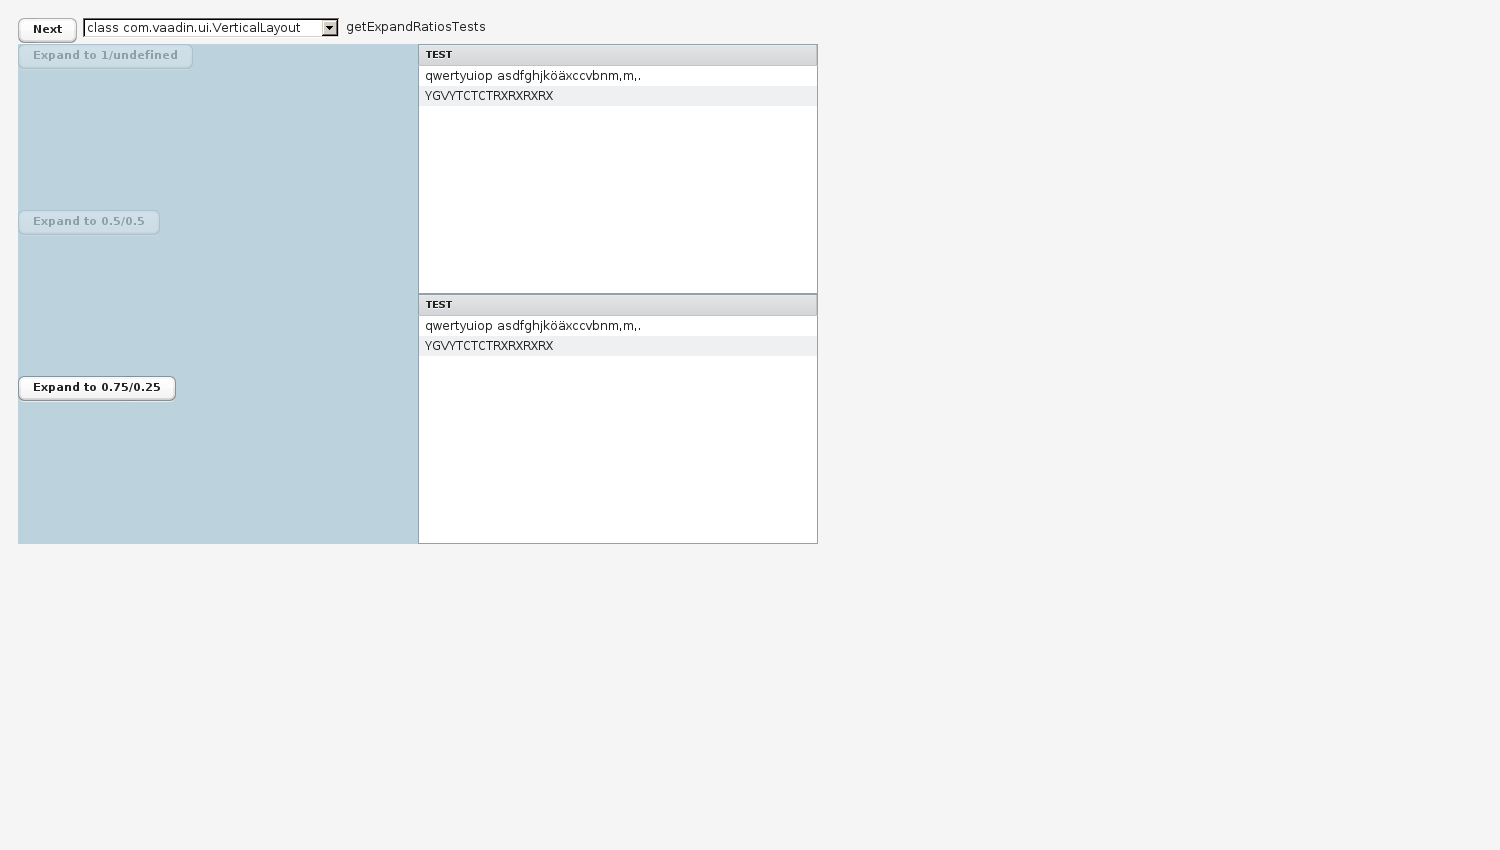 Next
class com.vaadin.ui.VerticalLayout
getExpandRatiosTests
Expand to 1/undefined
Expand to 0.5/0.5
Expand to 0.75/0.25
TEST
qwertyuiop asdfghjköäxccvbnm,m,.
YGVYTCTCTRXRXRXRX
TEST
qwertyuiop asdfghjköäxccvbnm,m,.
YGVYTCTCTRXRXRXRX